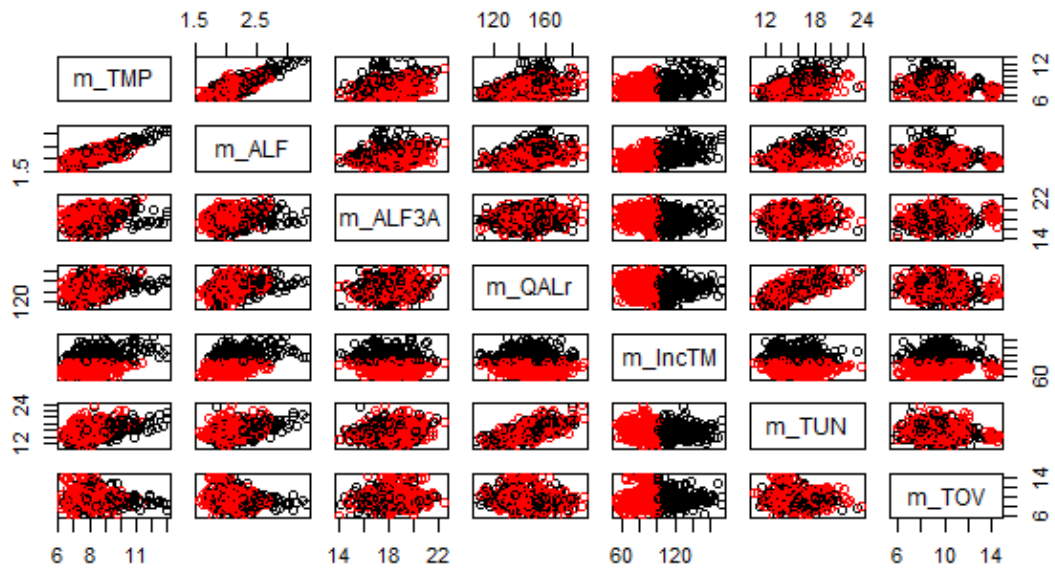 1.5 2.5 120 160 12 18 24
m_TMP 6 12
1.5 m_ALF
m_ALF3A 14 22
120 m_QALr
m_IncTM 60
12 24 m_TUN
m_TOV 6 14
6 8 11 14 18 22 60 120 6 10 14